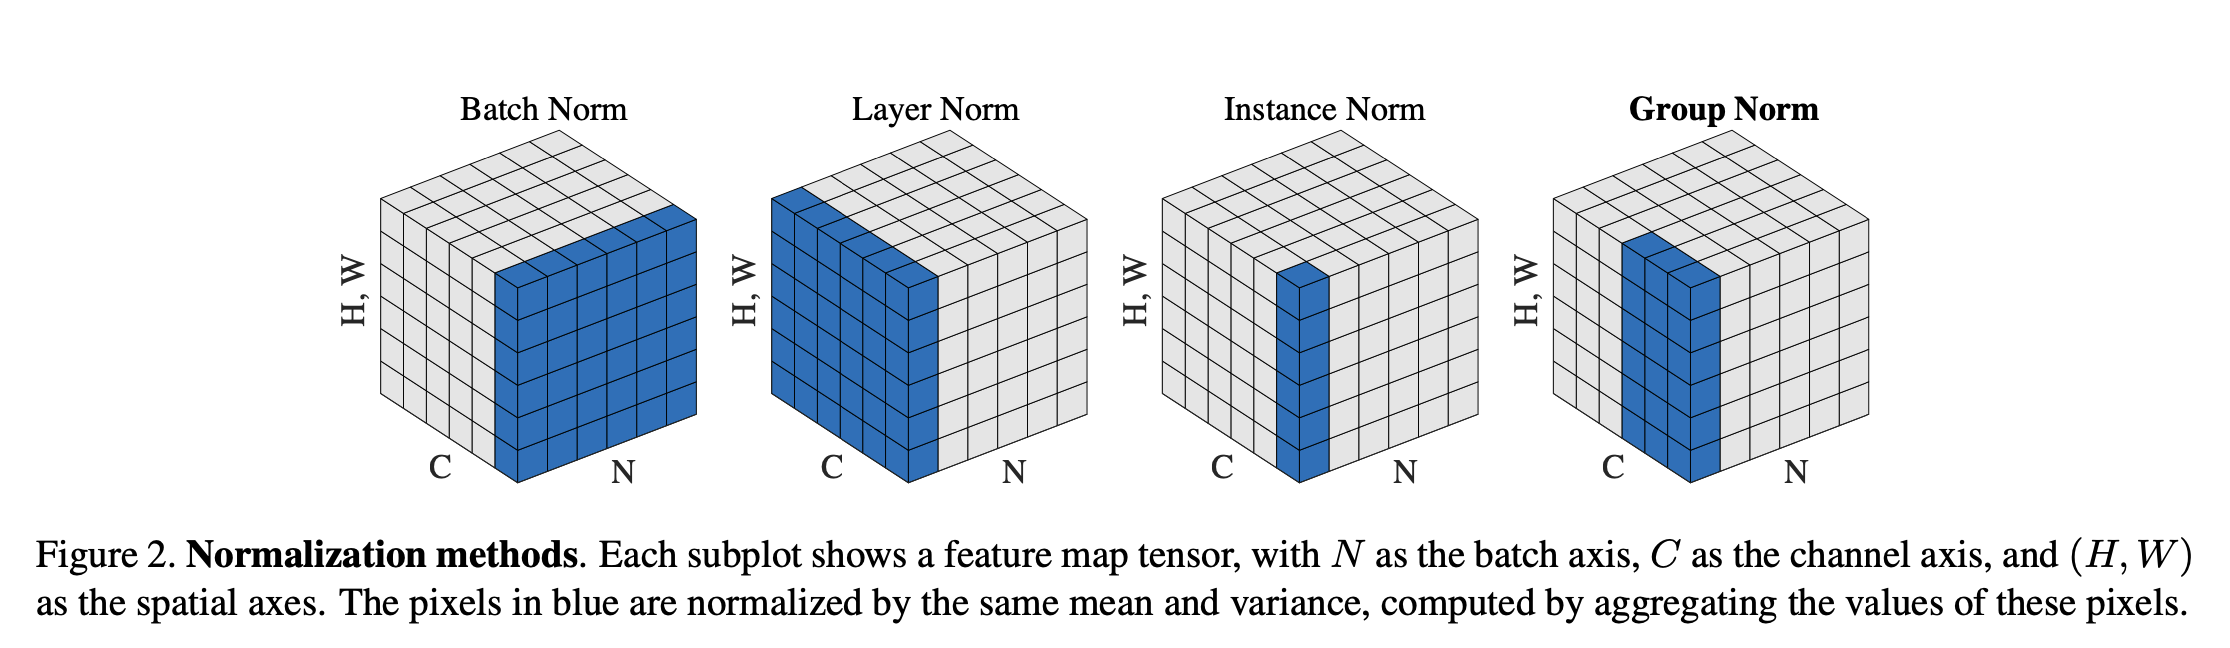 Batch Norm
H, W
C
N
Layer Norm
H, W
C
N
Instance Norm
H, W
C
N
Group Norm
H, W
C
N
Figure 2. Normalization methods. Each subplot shows a feature map tensor, with N as the batch axis, C as the channel axis, and (H, W)
as the spatial axes. The pixels in blue are normalized by the same mean and variance, computed by aggregating the values of these pixels.